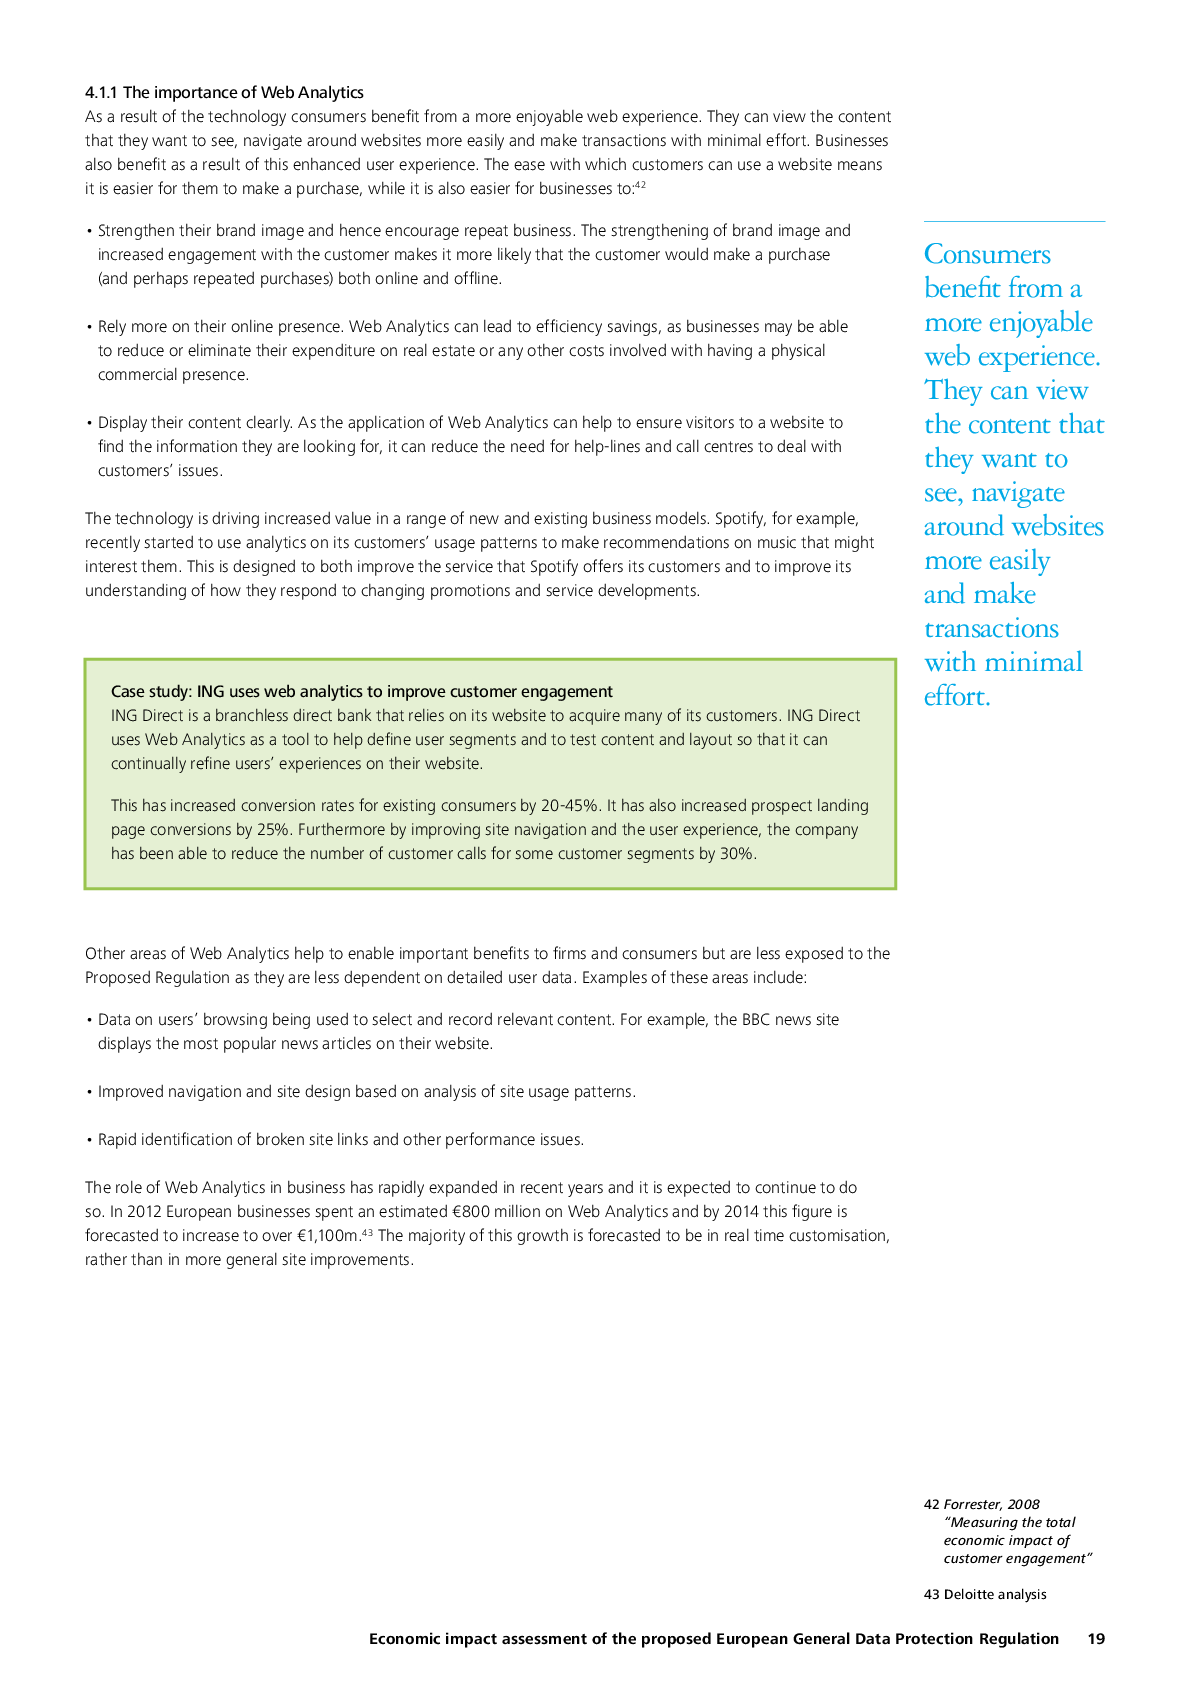 4.1.1 The importance of Web Analytics
As a result of the technology consumers benefit from a more enjoyable web experience. They can view the content
that they want to see, navigate around websites more easily and make transactions with minimal effort. Businesses
also benefit as a result of this enhanced user experience. The ease with which customers can use a website means
it is easier for them to make a purchase, while it is also easier for businesses to:42
• Strengthen their brand image and hence encourage repeat business. The strengthening of brand image and
increased engagement with the customer makes it more likely that the customer would make a purchase
(and perhaps repeated purchases) both online and offline.
• Rely more on their online presence. Web Analytics can lead to efficiency savings, as businesses may be able
to reduce or eliminate their expenditure on real estate or any other costs involved with having a physical
commercial presence.
• Display their content clearly. As the application of Web Analytics can help to ensure visitors to a website to
find the information they are looking for, it can reduce the need for help-lines and call centres to deal with
customers’ issues.
The technology is driving increased value in a range of new and existing business models. Spotify, for example,
recently started to use analytics on its customers’ usage patterns to make recommendations on music that might
interest them. This is designed to both improve the service that Spotify offers its customers and to improve its
understanding of how they respond to changing promotions and service developments.
Case study: ING uses web analytics to improve customer engagement
ING Direct is a branchless direct bank that relies on its website to acquire many of its customers. ING Direct
uses Web Analytics as a tool to help define user segments and to test content and layout so that it can
continually refine users’ experiences on their website.
This has increased conversion rates for existing consumers by 20-45%. It has also increased prospect landing
page conversions by 25%. Furthermore by improving site navigation and the user experience, the company
has been able to reduce the number of customer calls for some customer segments by 30%.
Other areas of Web Analytics help to enable important benefits to firms and consumers but are less exposed to the
Proposed Regulation as they are less dependent on detailed user data. Examples of these areas include:
• Data on users’ browsing being used to select and record relevant content. For example, the BBC news site
displays the most popular news articles on their website.
• Improved navigation and site design based on analysis of site usage patterns.
• Rapid identification of broken site links and other performance issues.
The role of Web Analytics in business has rapidly expanded in recent years and it is expected to continue to do
so. In 2012 European businesses spent an estimated €800 million on Web Analytics and by 2014 this figure is
forecasted to increase to over €1,100m.43 The majority of this growth is forecasted to be in real time customisation,
rather than in more general site improvements.
Consumers
benefit from a
more enjoyable
web experience.
They can view
the content that
they want to
see, navigate
around websites
more easily
and make
transactions
with minimal
effort.
42 Forrester, 2008
“Measuring the total
economic impact of
customer engagement”
43 Deloitte analysis
Economic impact assessment of the proposed European General Data Protection Regulation 19